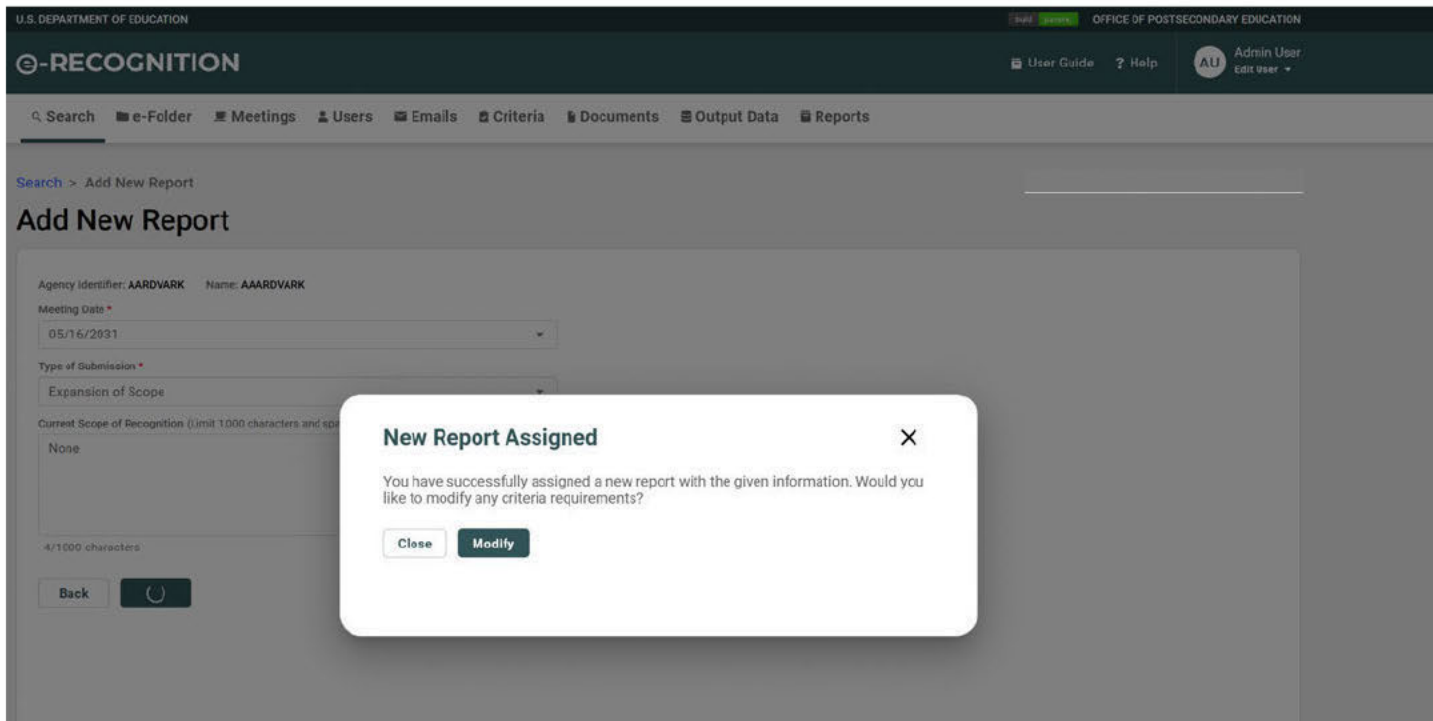 U.S. DEPARTMENT OF EDUCATION
build OFFICE OF POSTSECONDARY EDUCATION
e-RECOGNITION
User Guide ? Help AU Admin User
Edit User
Search e-Folder Meetings Users Emails Criteria Documents Output Data Reports
Search > Add New Report
Add New Report
Agency Identifier: AARDVARK Name: AAARDVARK
Meeting Date *
05/16/2031
Type of Submission *
Expansion of Scope
Current Scope of Recognition (Limit 1000 characters and spa
None
4/1000 characters
Back
New Report Assigned
You have successfully assigned a new report with the given information. Would you
like to modify any criteria requirements?
Close Modify